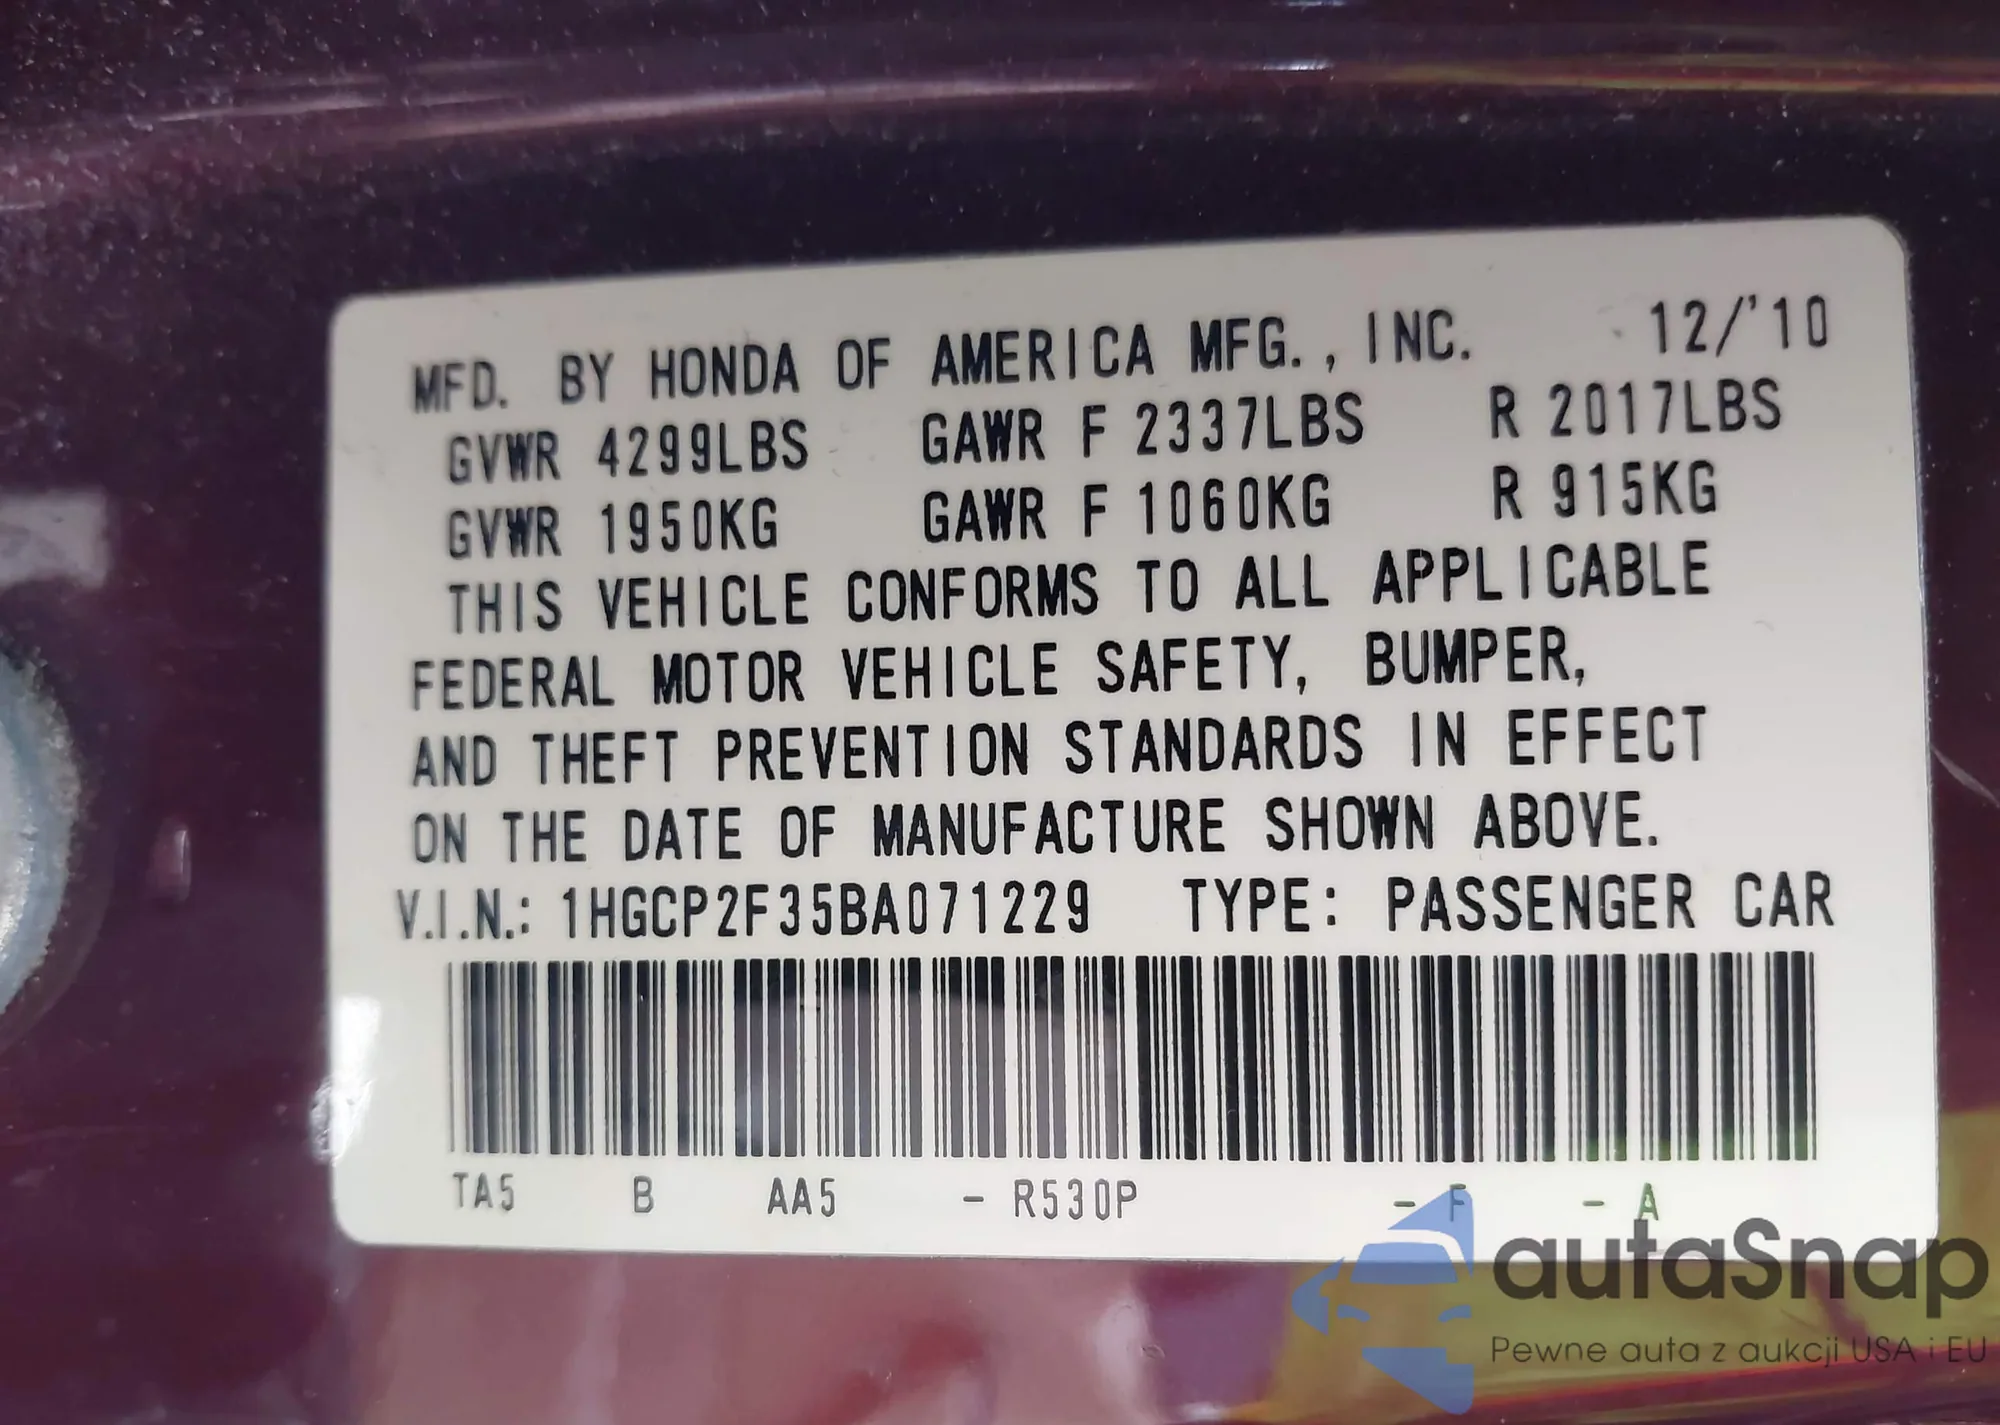 MFD. BY HONDA OF AMERICA MFG., INC. 12/'10
GVWR 4299LBS GAWR F 2337LBS R 2017LBS
GVWR 1950KG GAWR F 1060KG R 915KG
THIS VEHICLE CONFORMS TO ALL APPLICABLE
FEDERAL MOTOR VEHICLE SAFETY, BUMPER,
AND THEFT PREVENTION STANDARDS IN EFFECT
ON THE DATE OF MANUFACTURE SHOWN ABOVE.
V.I.N.: 1HGCP2F35BA071229 TYPE: PASSENGER CAR
TA5 B AA5 - R530P - F - A
autaSnap
Pewne auta z aukcji USA i EU